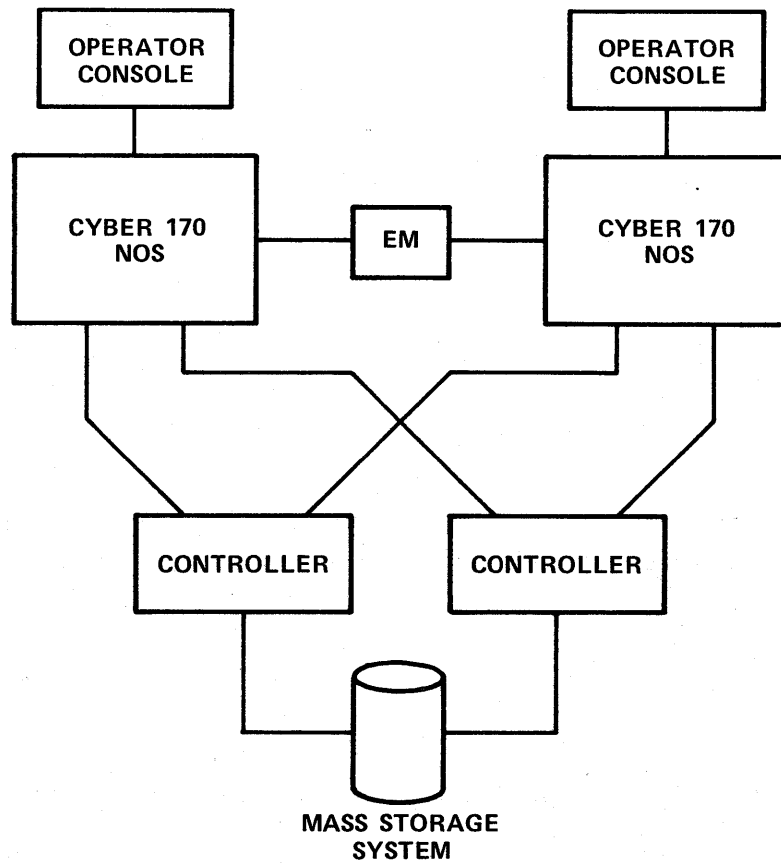 OPERATOR
CONSOLE
OPERATOR
CONSOLE
CYBER 170
NOS
EM
CYBER 170
NOS
CONTROLLER
CONTROLLER
MASS STORAGE
SYSTEM